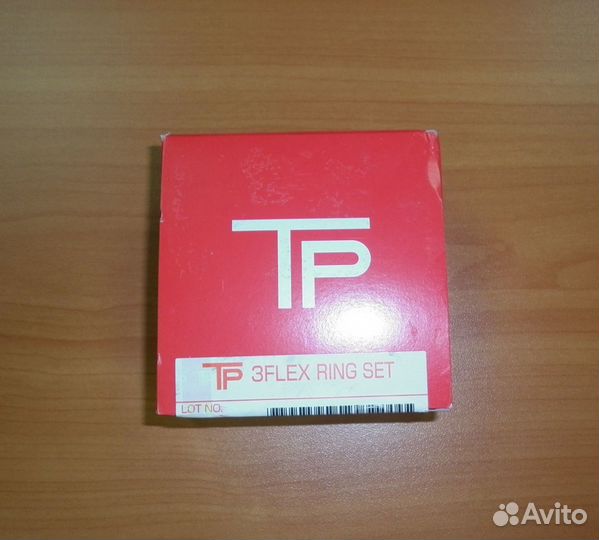 TP
TP 3FLEX RING SET
LOT NO.
Avito